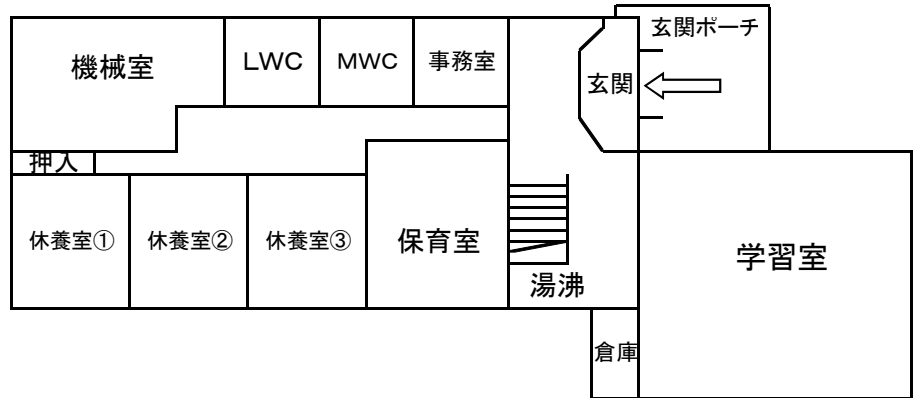 玄関ポーチ
機械室
LWC
MWC
事務室
玄関
押入
休養室①
休養室②
休養室③
保育室
学習室
湯沸
倉庫